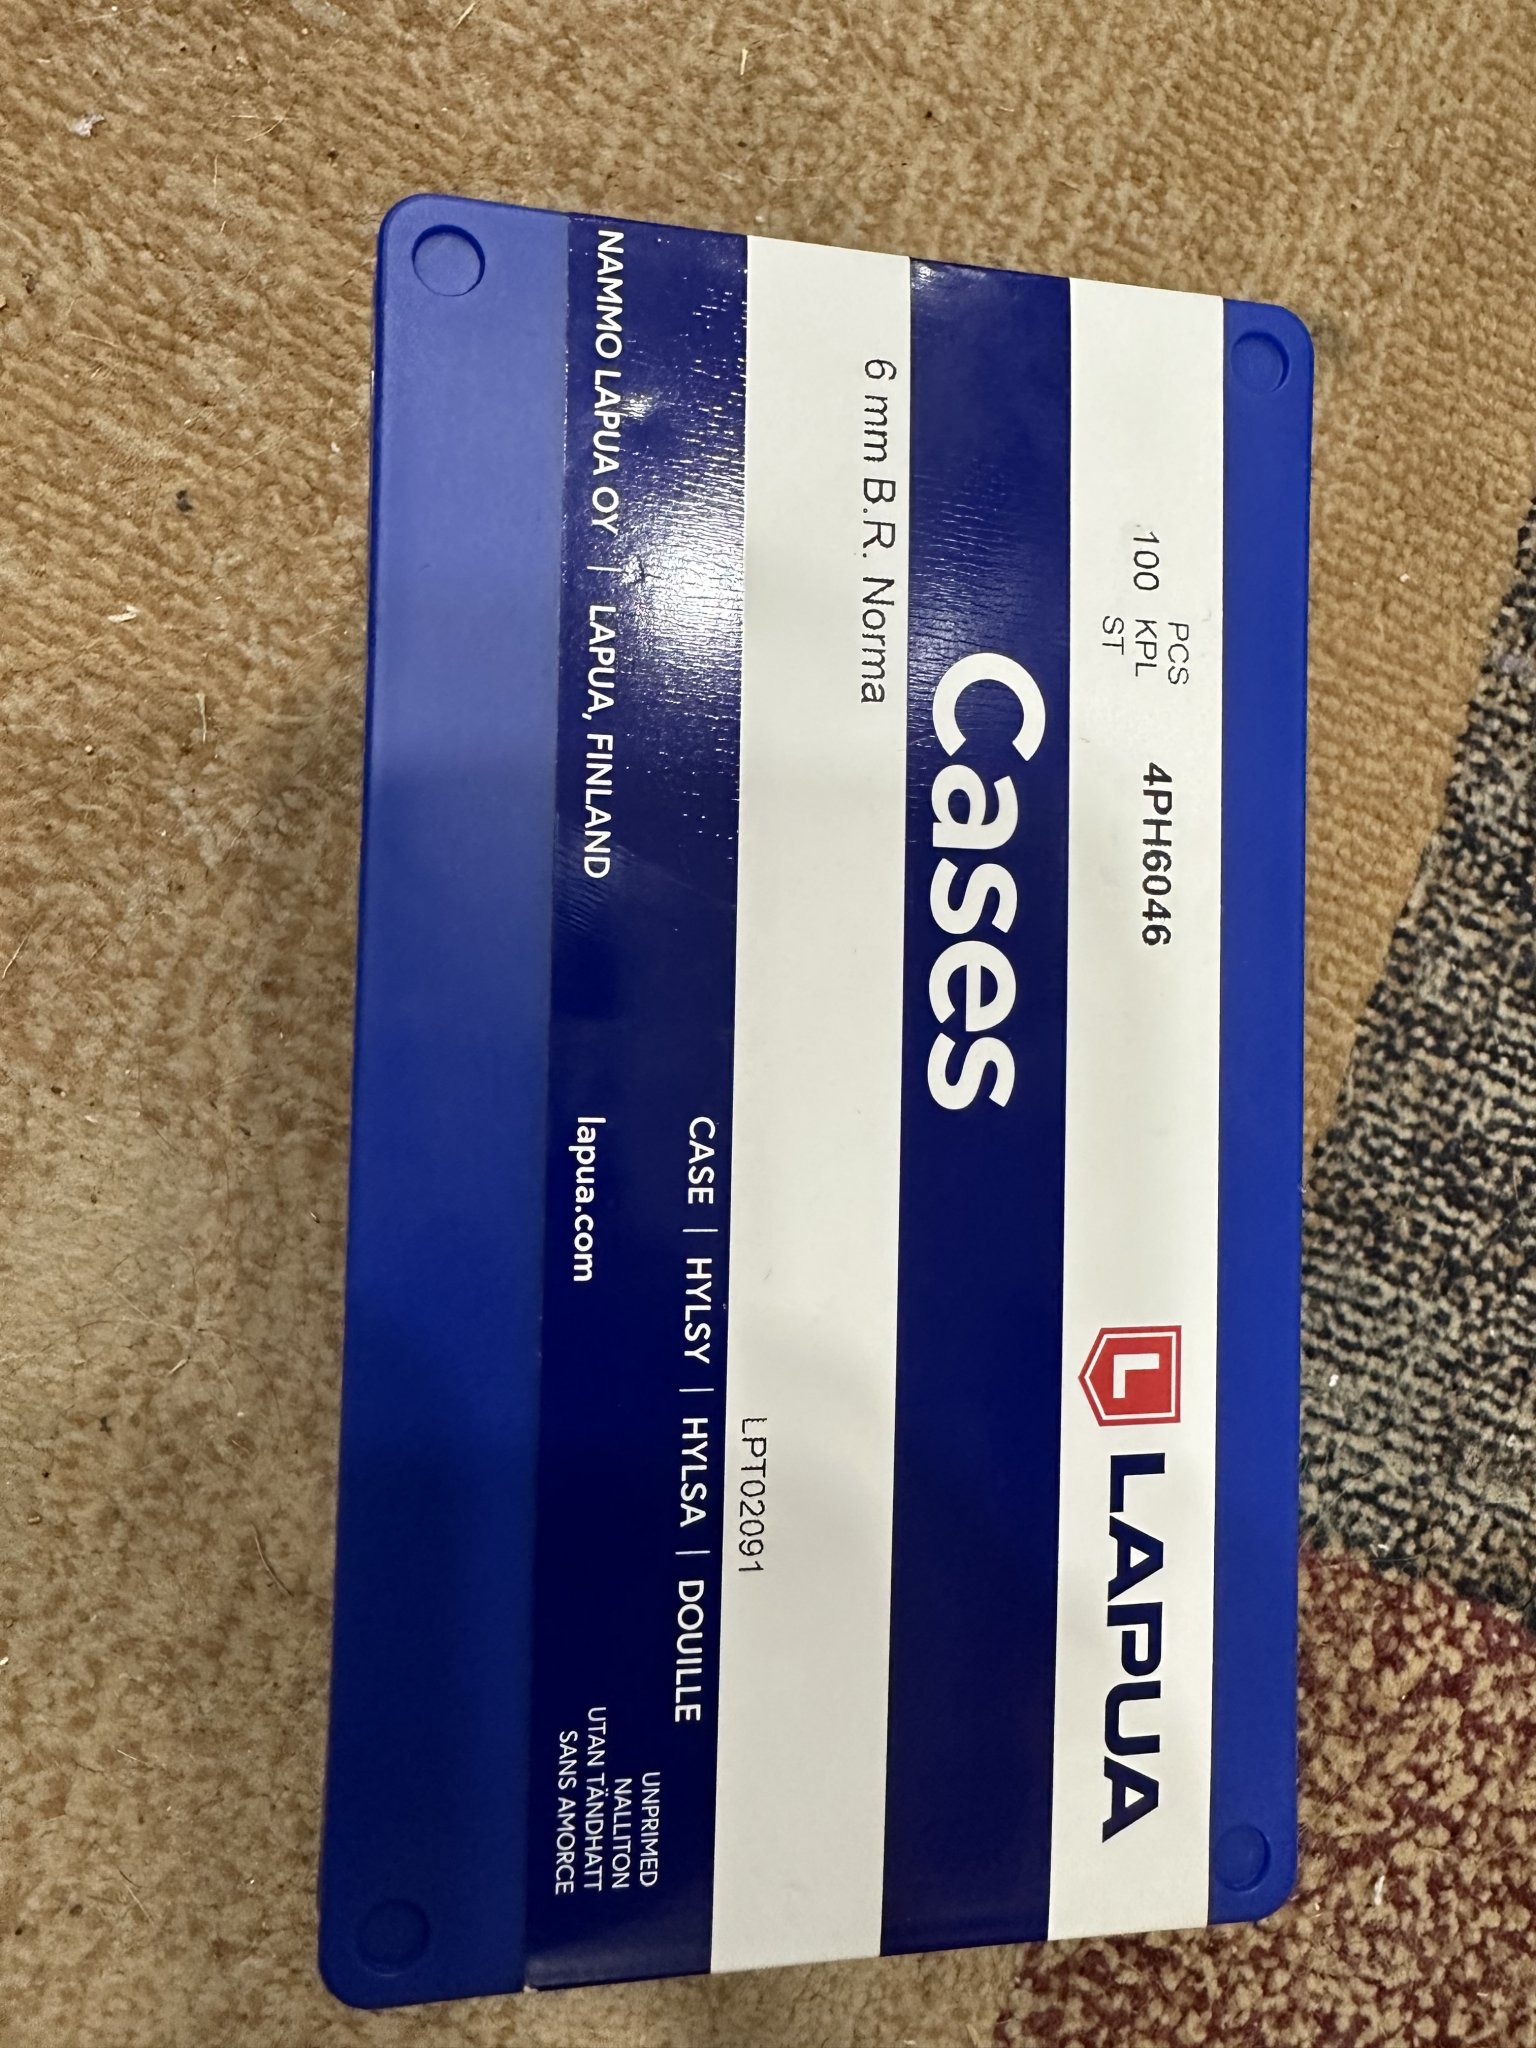 100 PCS
KPL
ST
4PH6046
L LAPUA
Cases
6 mm B.R. Norma
LPT02091
CASE | HYLSY | HYLSA | DOUILLE
NAMMO LAPUA OY | LAPUA, FINLAND
lapua.com
UNPRIMED
NALLITON
UTAN TÄNDHATT
SANS AMORCE